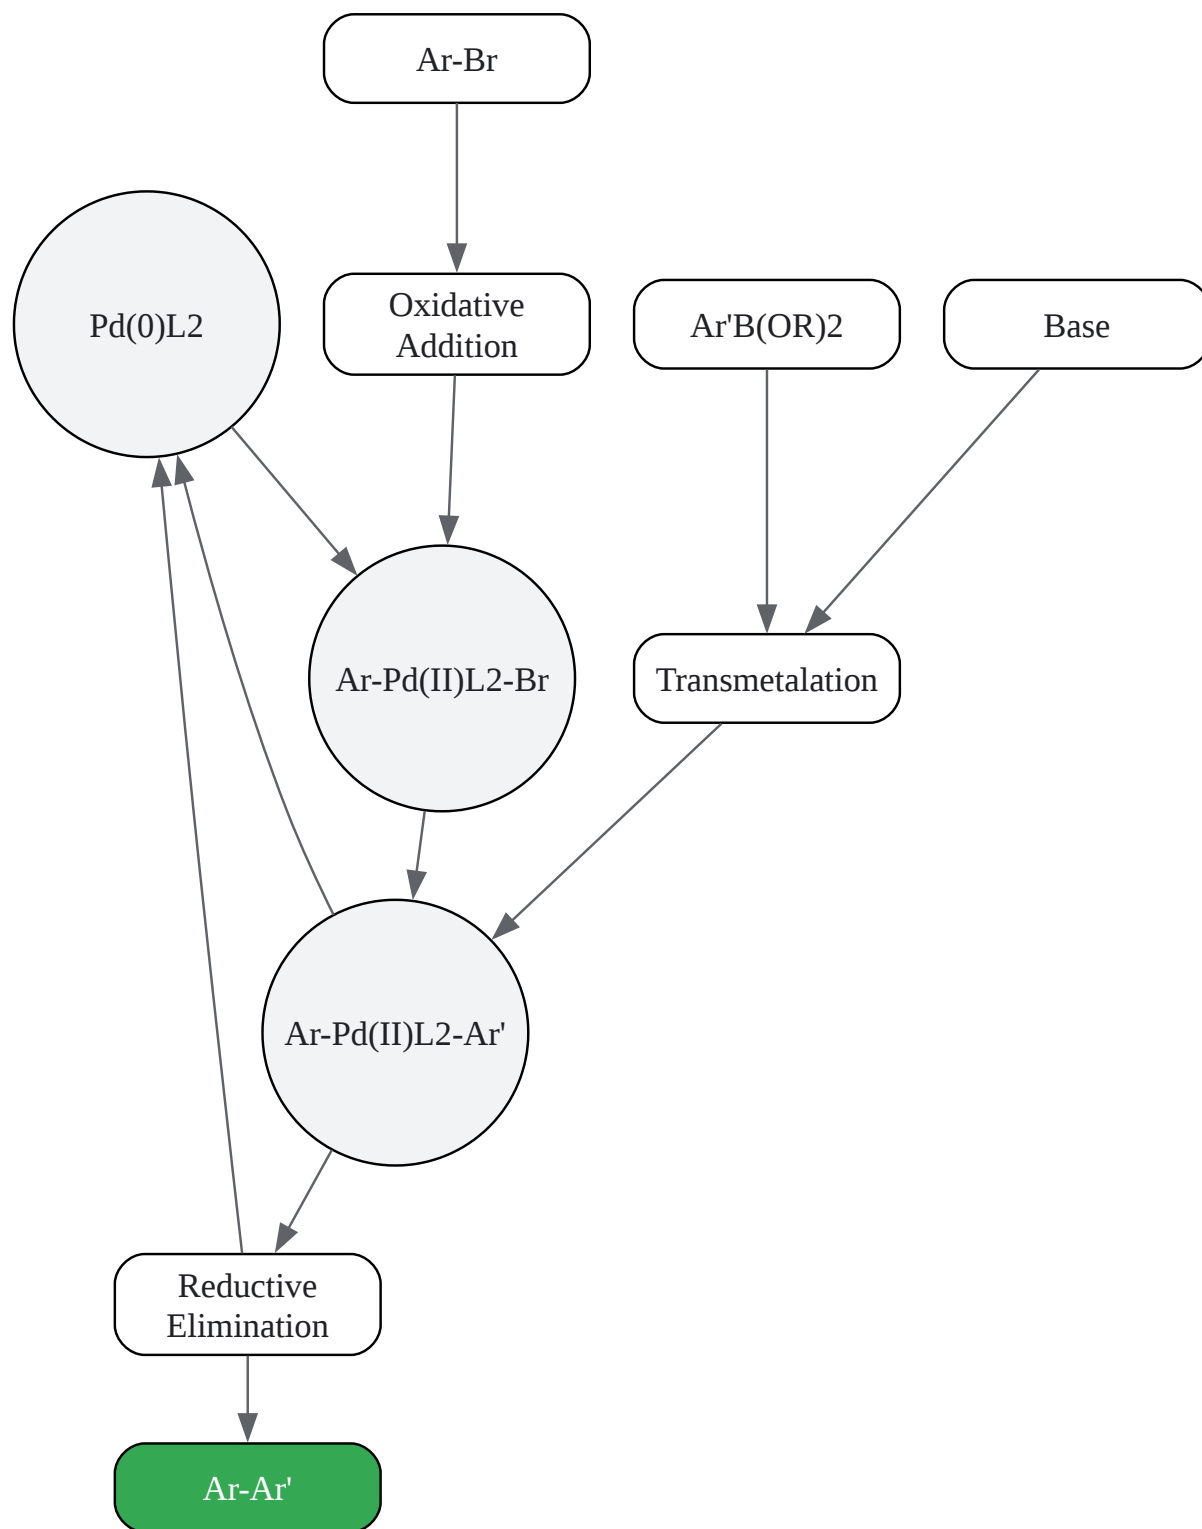 Ar-Br
Pd(0)L2
Oxidative
Addition
Ar'B(OR)2
Base
Ar-Pd(II)L2-Br
Transmetalation
Ar-Pd(II)L2-Ar'
Reductive
Elimination
Ar-Ar'